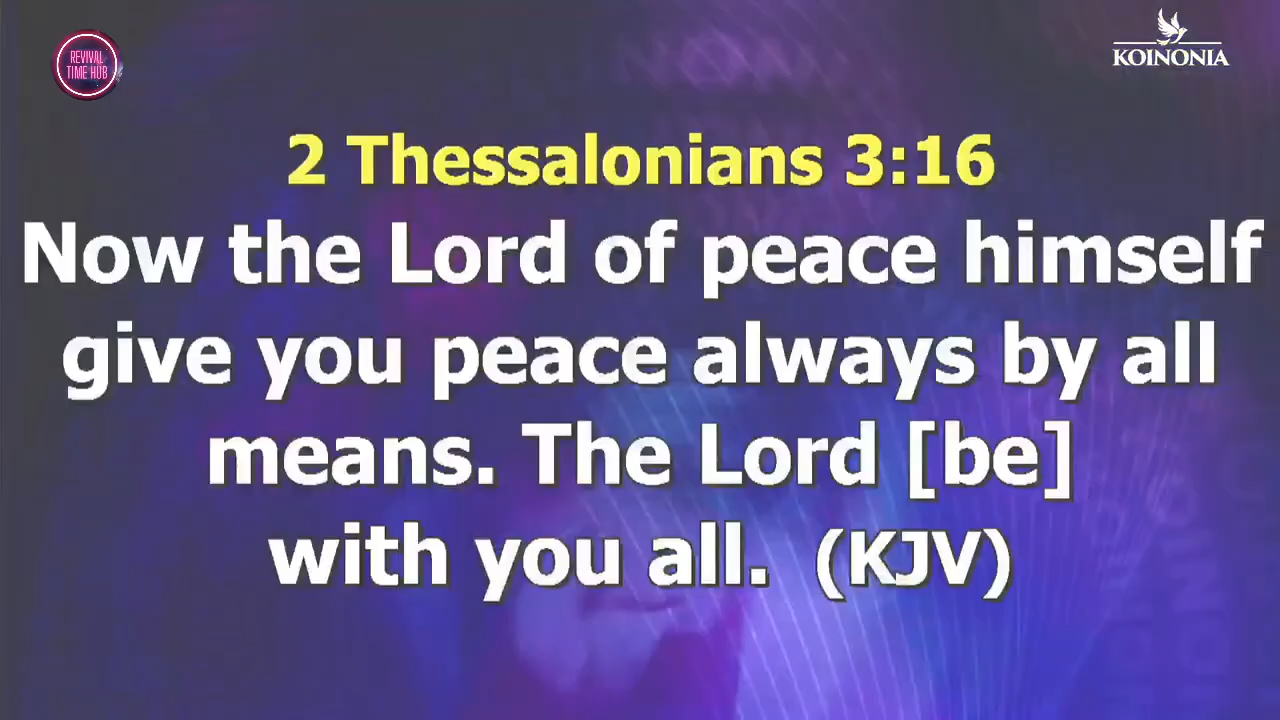 REVIVAL
TIME HUB
KOINONIA
2 Thessalonians 3:16
Now the Lord of peace himself
give you peace always by all
means. The Lord [be]
with you all. (KJV)